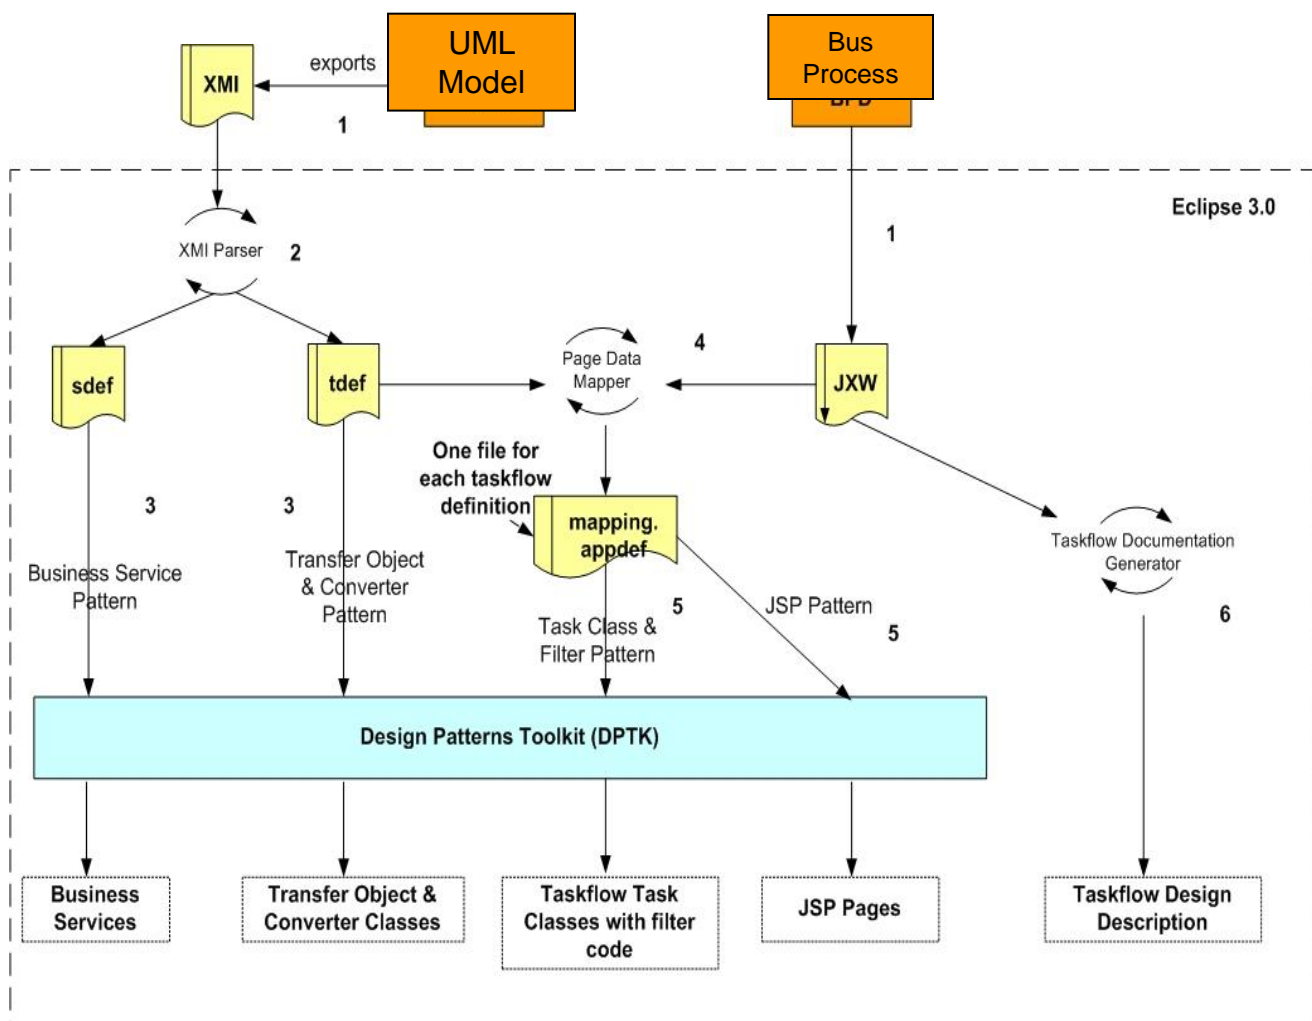 UML
Model
Bus
Process
BPD
exports
XMI
1
Eclipse 3.0
1
XMI Parser
2
4
Page Data
Mapper
sdef
tdef
JXW
One file for
each taskflow
definition
mapping.
appdef
3
3
Business Service
Pattern
Transfer Object
& Converter
Pattern
Task Class &
Filter Pattern
5
JSP Pattern
5
Taskflow Documentation
Generator
6
Design Patterns Toolkit (DPTK)
Business
Services
Transfer Object &
Converter Classes
Taskflow Task
Classes with filter
code
JSP Pages
Taskflow Design
Description